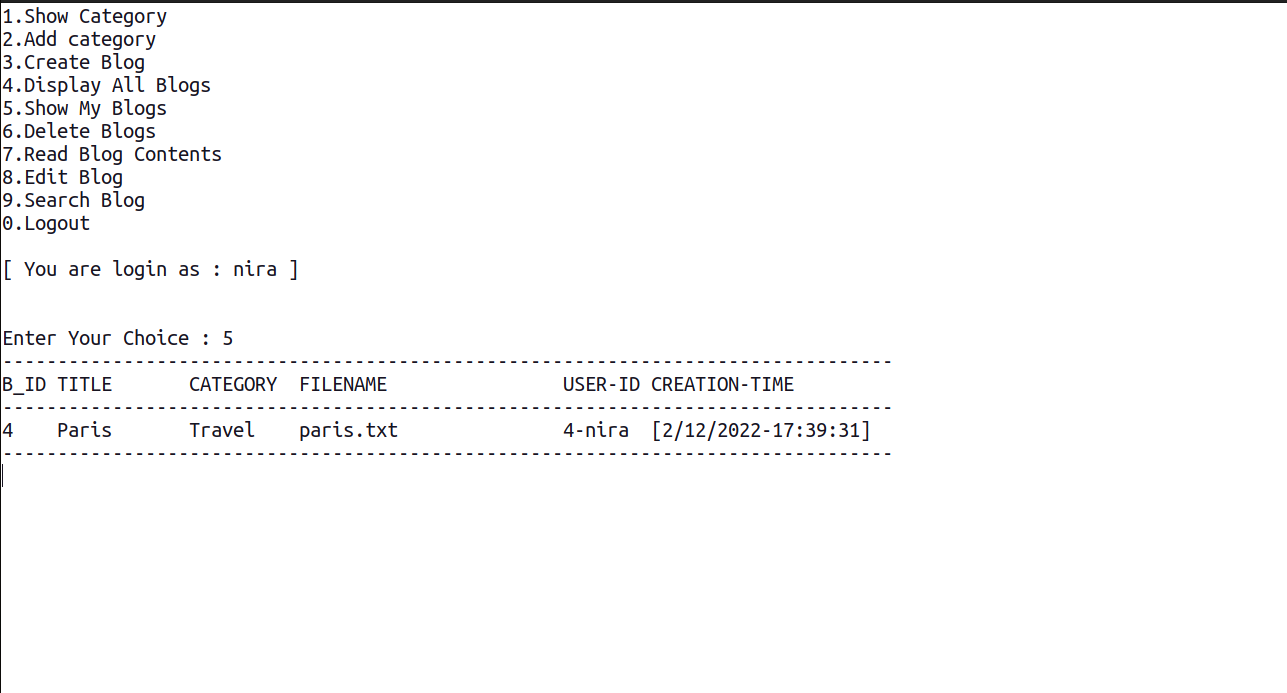 1.Show Category
2.Add category
3.Create Blog
4.Display All Blogs
5.Show My Blogs
6.Delete Blogs
7.Read Blog Contents
8.Edit Blog
9.Search Blog
0.Logout
[ You are login as : nira ]
Enter Your Choice : 5
---------------------------------------------------------------------------------
B_ID TITLE       CATEGORY  FILENAME                USER-ID CREATION-TIME
---------------------------------------------------------------------------------
4    Paris       Travel    paris.txt               4-nira  [2/12/2022-17:39:31]
---------------------------------------------------------------------------------